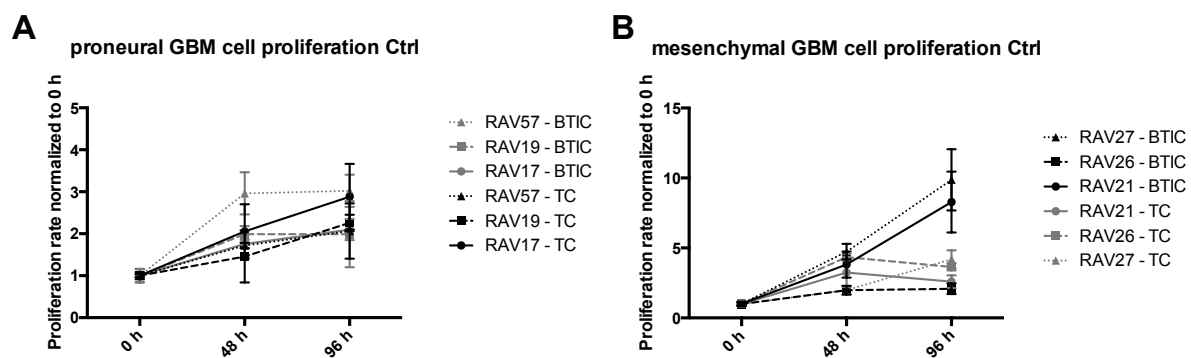 A
proneural GBM cell proliferation Ctrl
Proliferation rate normalized to 0 h
5
4
3
2
1
0
0 h
48 h
96 h
RAV57 - BTIC
RAV19 - BTIC
RAV17 - BTIC
RAV57 - TC
RAV19 - TC
RAV17 - TC
B
mesenchymal GBM cell proliferation Ctrl
Proliferation rate normalized to 0 h
15
10
5
0
0 h
48 h
96 h
RAV27 - BTIC
RAV26 - BTIC
RAV21 - BTIC
RAV21 - TC
RAV26 - TC
RAV27 - TC